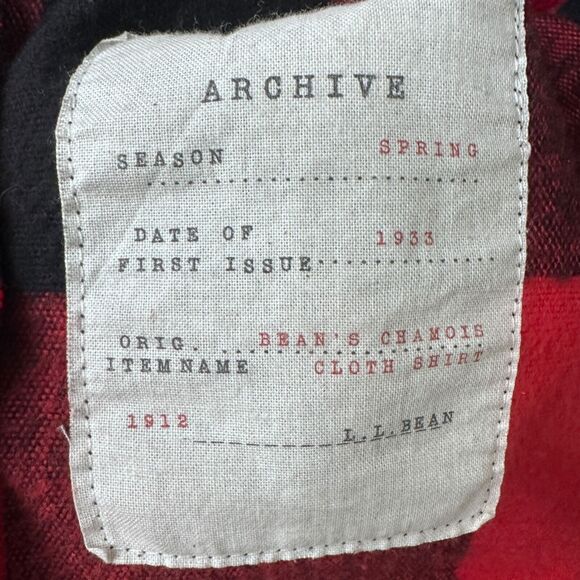 ARCHIVE
SEASON SPRING
DATE OF 1933
FIRST ISSUE
ORIG. BEAN'S CHAMOIS
ITEMNAME CLOTH SHIRT
1912 L.L.BEAN